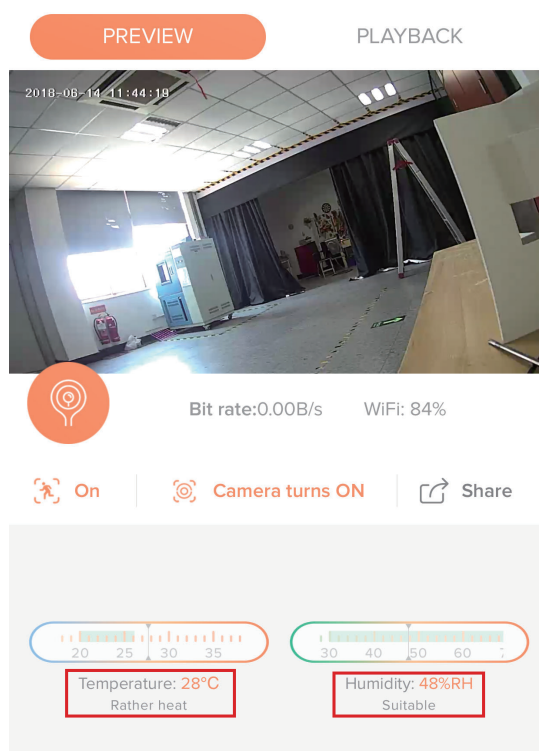 PREVIEW PLAYBACK
2018-06-14 11:44:19
Bit rate:0.00B/s WiFi: 84%
On Camera turns ON Share
20 25 30 35
30 40 50 60
Temperature: 28°C Humidity: 48%RH
Rather heat Suitable